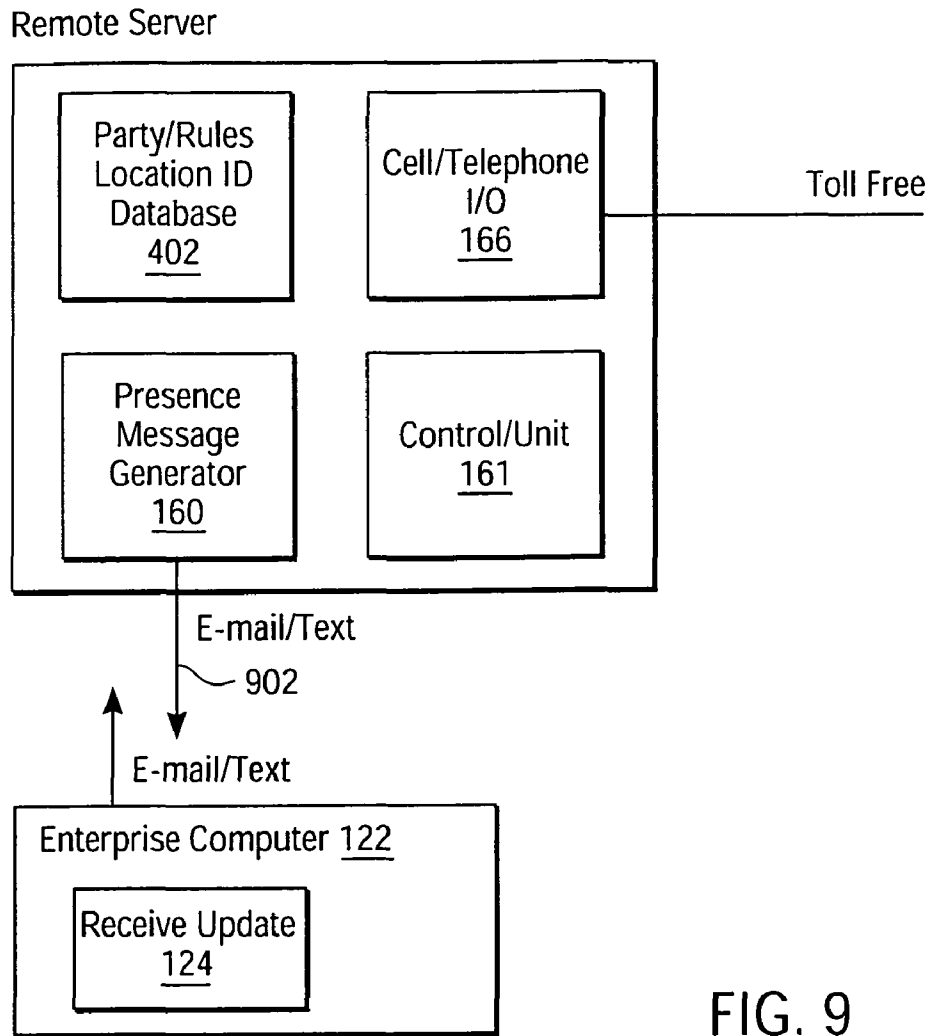 Remote Server
Party/Rules
Location ID
Database
402
Cell/Telephone
I/O
166
Toll Free
Presence
Message
Generator
160
Control/Unit
161
E-mail/Text
902
E-mail/Text
Enterprise Computer 122
Receive Update
124
FIG. 9